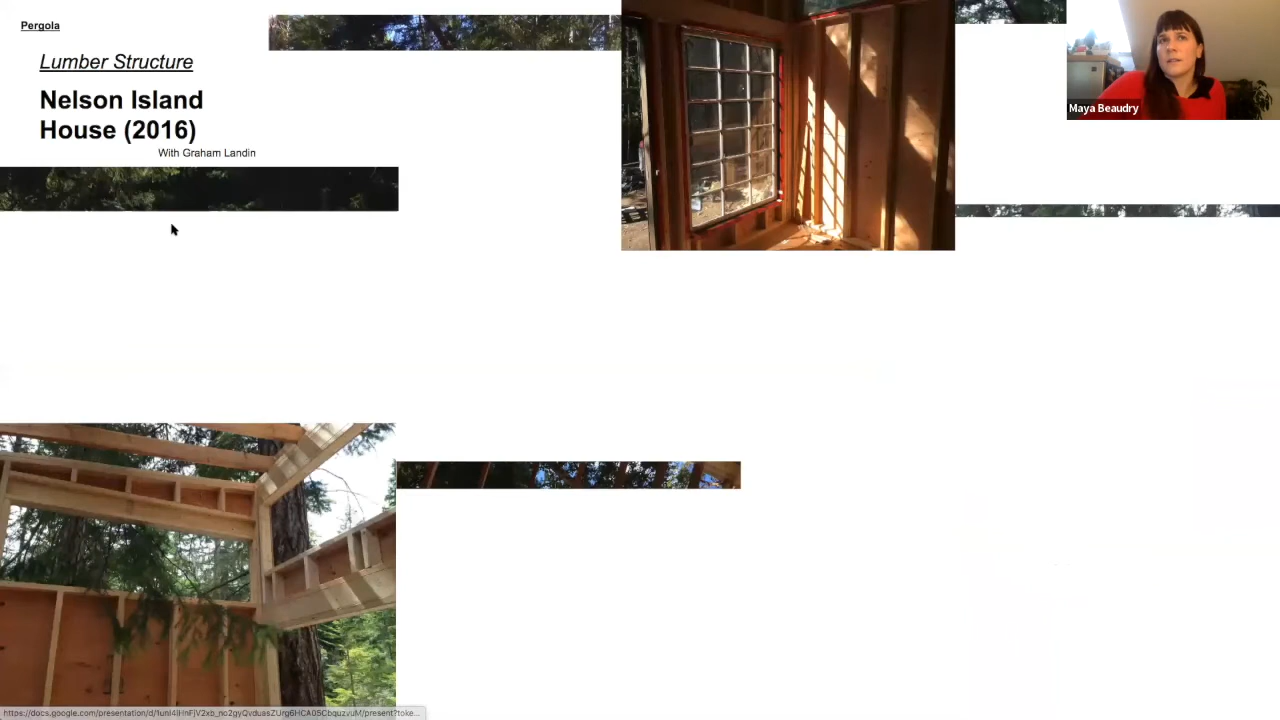 Pergola
Lumber Structure
Nelson Island
House (2016)
With Graham Landin
Maya Beaudry